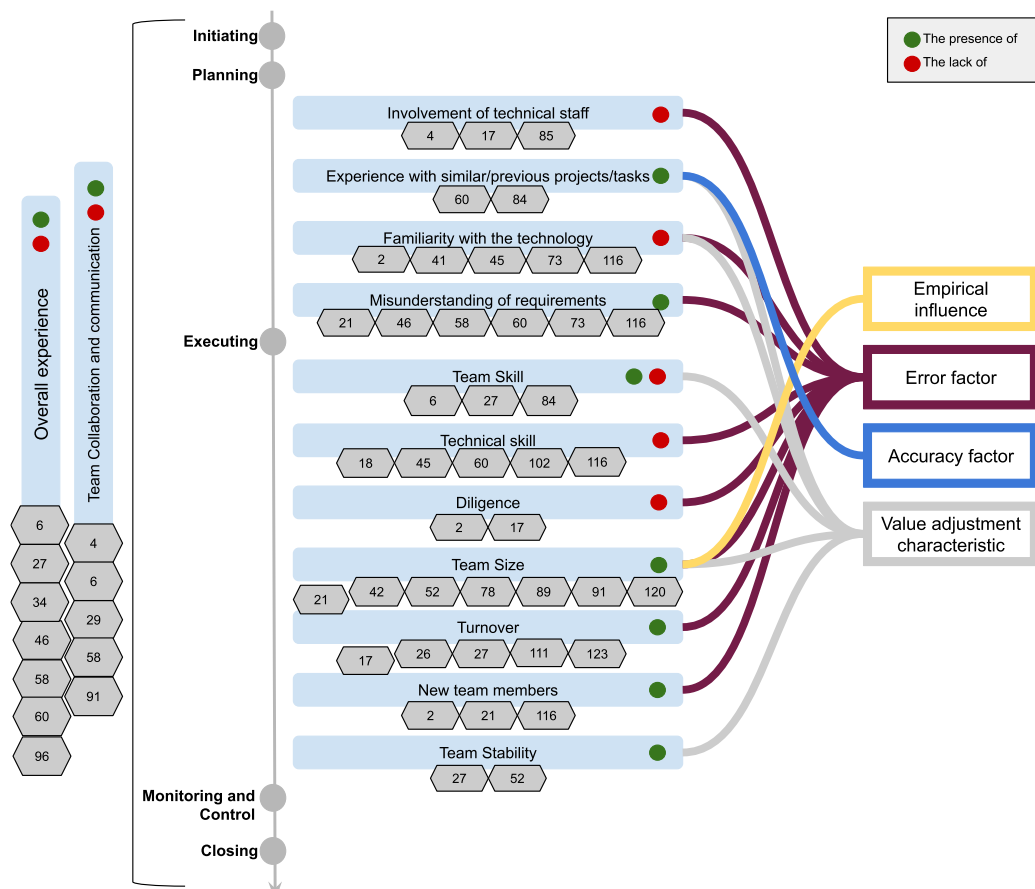 Initiating
Planning
Executing
Monitoring and
Control
Closing
The presence of
The lack of
Overall experience
6
27
34
46
58
60
96
Team Collaboration and communication
4
6
29
58
91
Involvement of technical staff
4 17 85
Experience with similar/previous projects/tasks
60 84
Familiarity with the technology
2 41 45 73 116
Misunderstanding of requirements
21 46 58 60 73 116
Team Skill
6 27 84
Technical skill
18 45 60 102 116
Diligence
2 17
Team Size
21 42 52 78 89 91 120
Turnover
17 26 27 111 123
New team members
2 21 116
Team Stability
27 52
Empirical
influence
Error factor
Accuracy factor
Value adjustment
characteristic